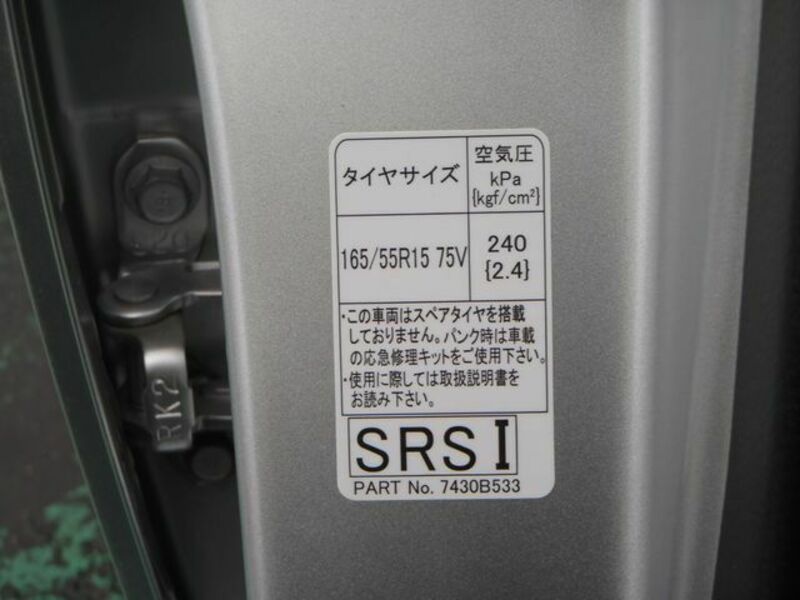 タイヤサイズ
空気圧
kPa
{kgf/cm²}
165/55R15 75V
240
{2.4}
・この車両はスペアタイヤを搭載
しておりません。パンク時は車載
の応急修理キットをご使用下さい。
・使用に際しては取扱説明書を
お読み下さい。
SRS I
PART No. 7430B533
RK2